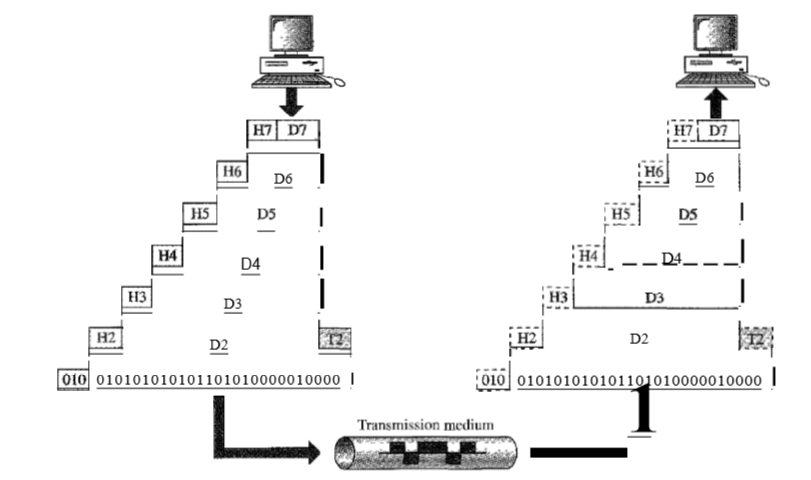 H7 D7 H7 D7
H6 D6 H6 D6
H5 D5 H5 D5
H4 D4 H4 D4
H3 D3 H3 D3
H2 D2 T2 H2 D2 T2
010 010101010101101010000010000 010 010101010101101010000010000
Transmission medium
1